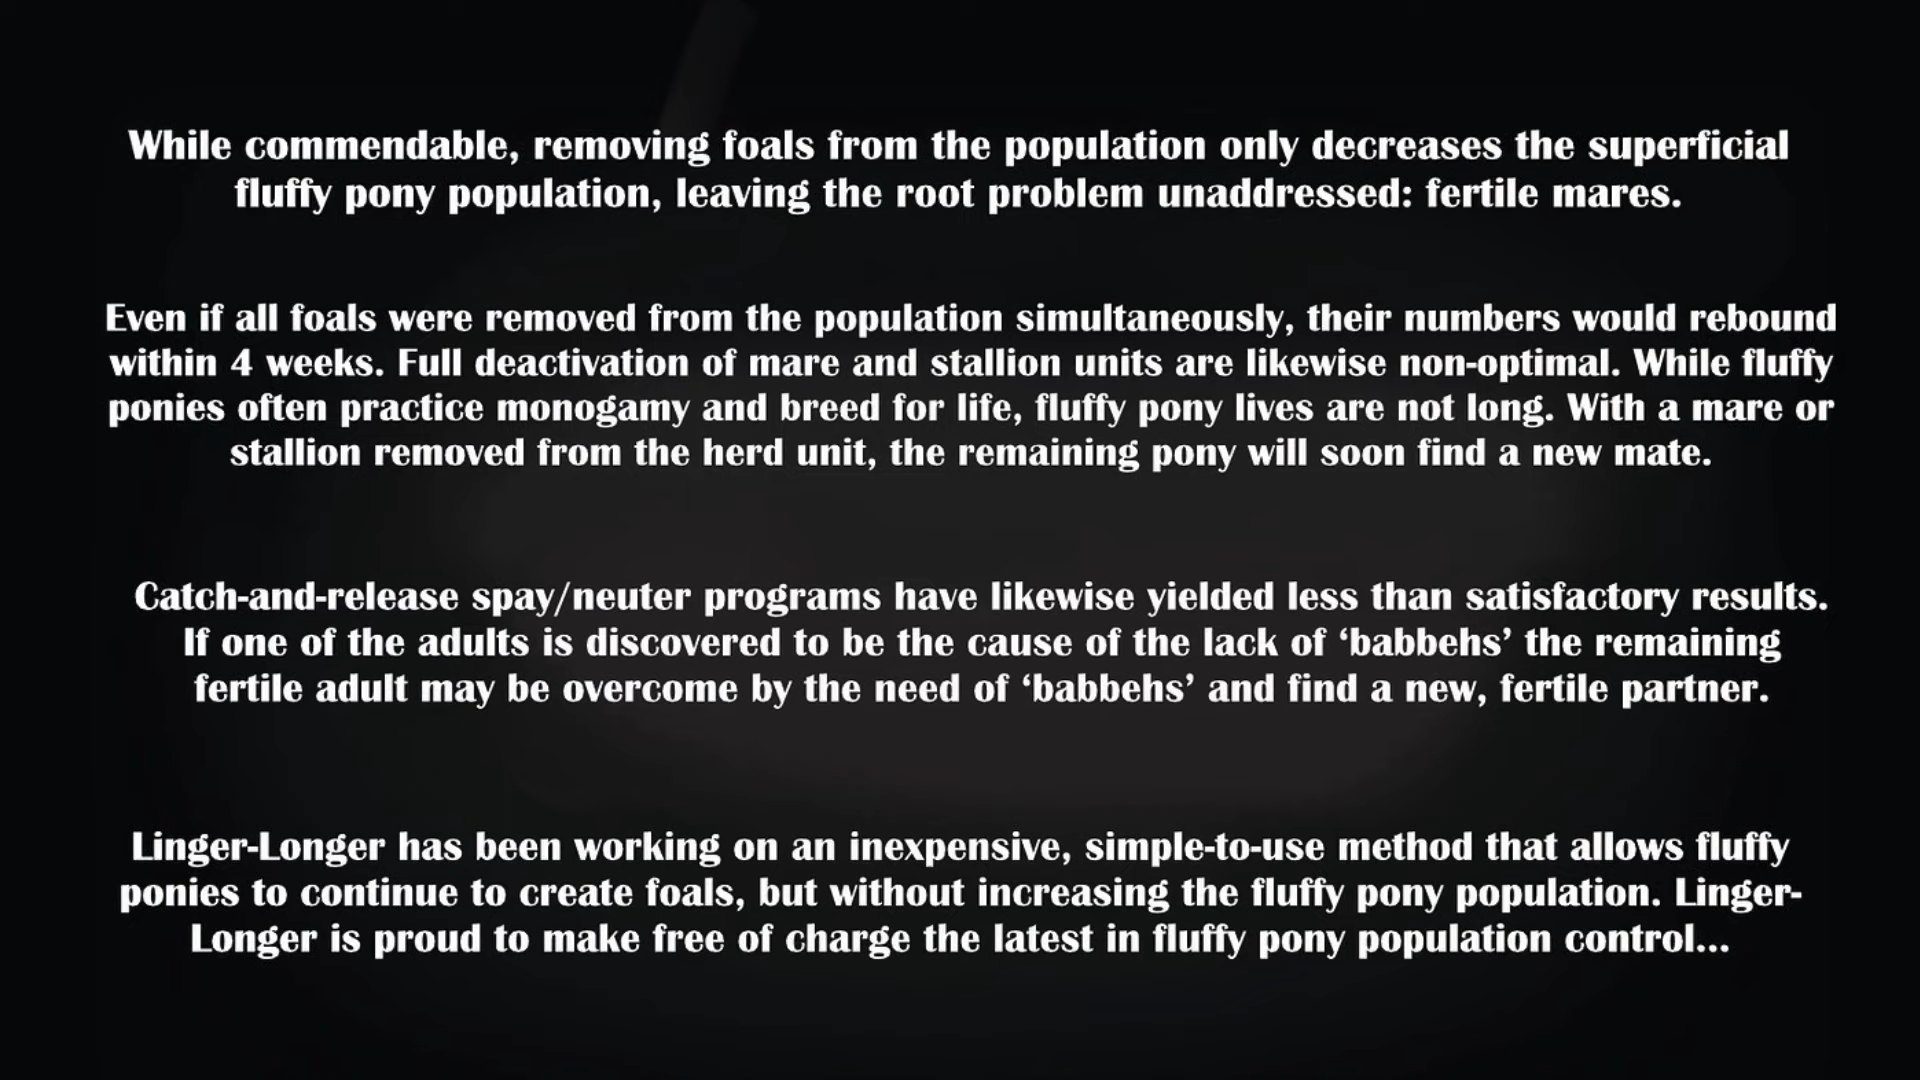 While commendable, removing foals from the population only decreases the superficial
fluffy pony population, leaving the root problem unaddressed: fertile mares.
Even if all foals were removed from the population simultaneously, their numbers would rebound
within 4 weeks. Full deactivation of mare and stallion units are likewise non-optimal. While fluffy
ponies often practice monogamy and breed for life, fluffy pony lives are not long. With a mare or
stallion removed from the herd unit, the remaining pony will soon find a new mate.
Catch-and-release spay/neuter programs have likewise yielded less than satisfactory results.
If one of the adults is discovered to be the cause of the lack of ‘babbehs’ the remaining
fertile adult may be overcome by the need of ‘babbehs’ and find a new, fertile partner.
Linger-Longer has been working on an inexpensive, simple-to-use method that allows fluffy
ponies to continue to create foals, but without increasing the fluffy pony population. Linger-
Longer is proud to make free of charge the latest in fluffy pony population control...